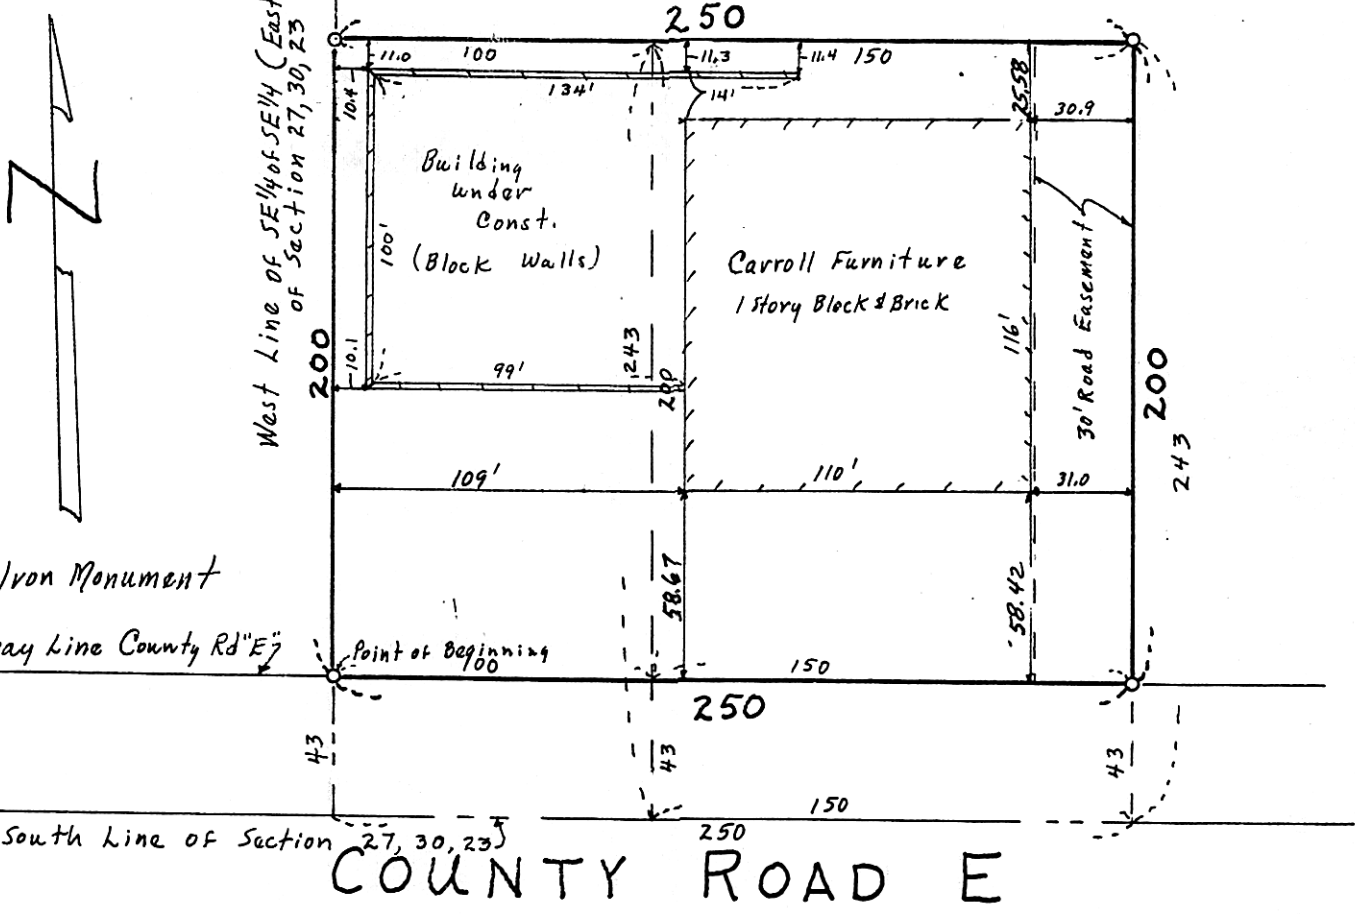 N
West Line of SE¼ of SE¼ (East
of Section 27, 30, 23
250
11.0
100
11.3
11.4
150
134'
14'
10.4
25.58
30.9
Building
Under
Const.
(Block Walls)
100'
Carroll Furniture
1 Story Block & Brick
116'
30' Road Easement
200
10.1
99'
243
200
200
243
109'
110'
31.0
Iron Monument
58.67
58.42
ay Line County Rd "E"
Point of Beginning
100
150
250
43
43
43
150
South Line of Section 27, 30, 23
250
COUNTY ROAD E